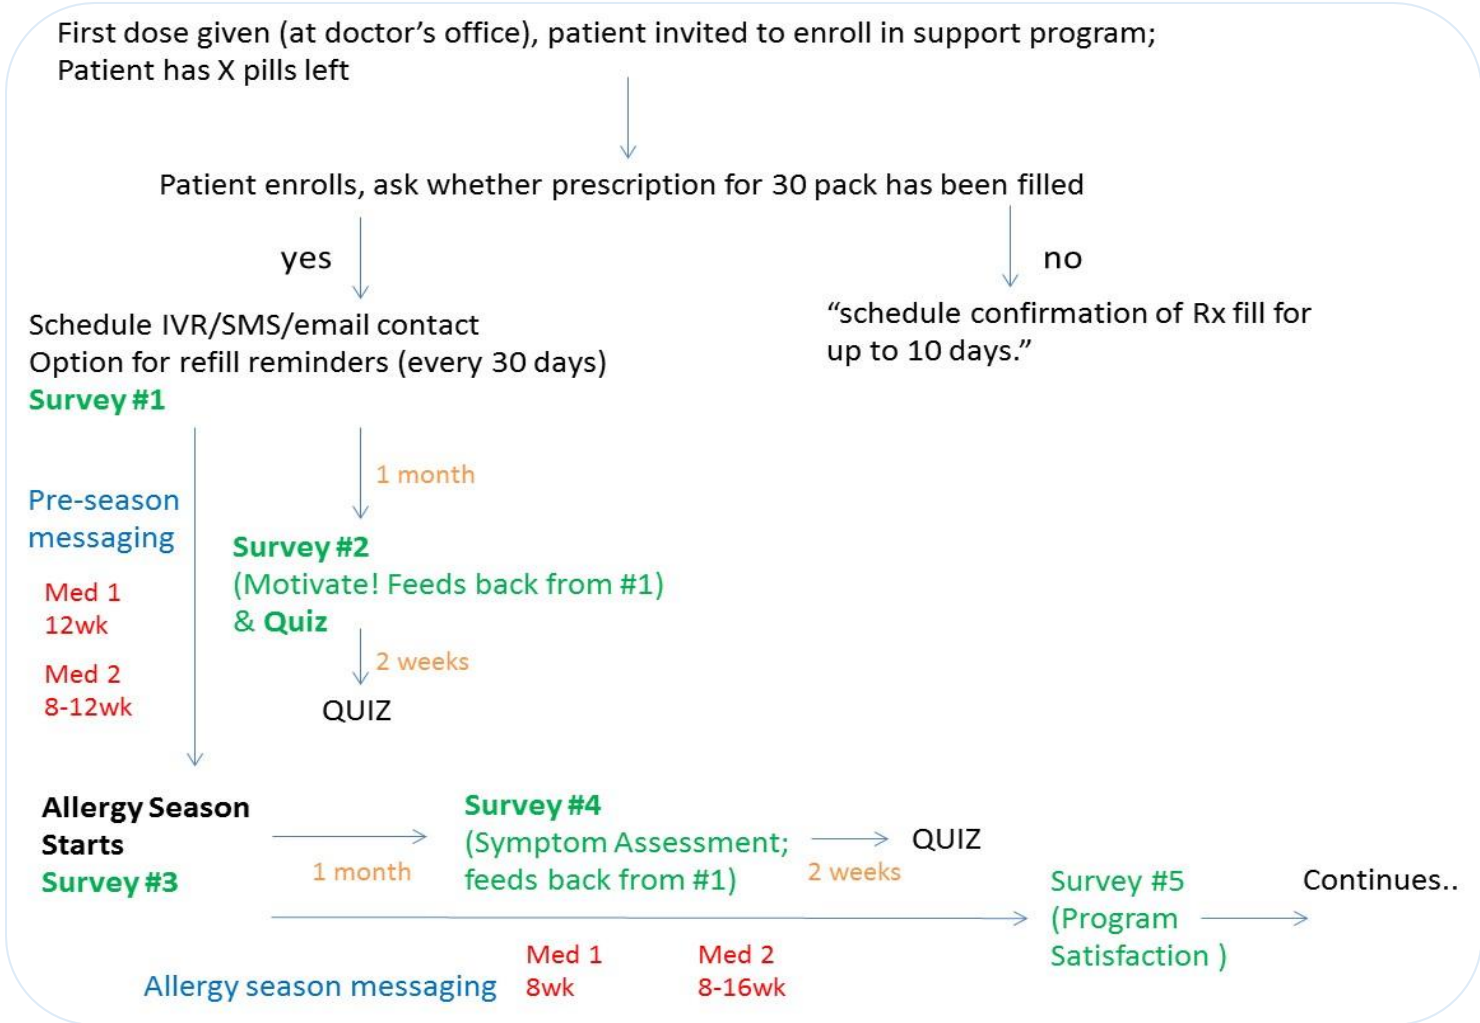 First dose given (at doctor’s office), patient invited to enroll in support program;
Patient has X pills left
Patient enrolls, ask whether prescription for 30 pack has been filled
yes
no
Schedule IVR/SMS/email contact
Option for refill reminders (every 30 days)
Survey #1
“schedule confirmation of Rx fill for
up to 10 days.”
1 month
Pre-season
messaging
Med 1
12wk
Med 2
8-12wk
Survey #2
(Motivate! Feeds back from #1)
& Quiz
2 weeks
QUIZ
Allergy Season
Starts
Survey #3
1 month
Survey #4
(Symptom Assessment;
feeds back from #1)
2 weeks
QUIZ
Survey #5
(Program
Satisfaction )
Continues..
Allergy season messaging
Med 1
8wk
Med 2
8-16wk